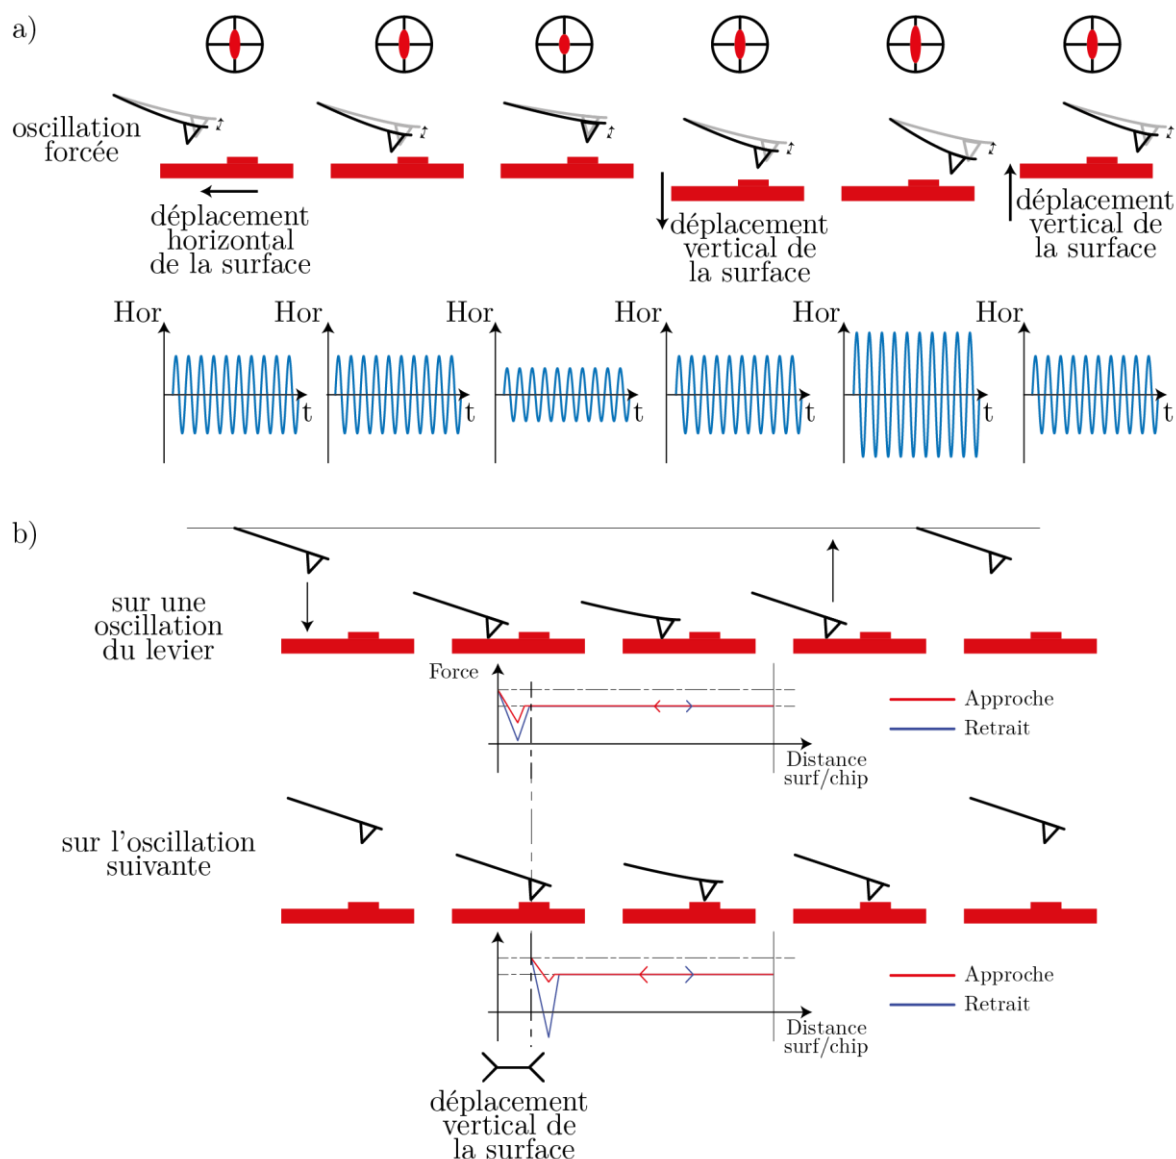 a)
oscillation
forcée
déplacement
horizontal
de la surface
déplacement
vertical de
la surface
déplacement
vertical de
la surface
Hor
t
Hor
t
Hor
t
Hor
t
Hor
t
Hor
t
b)
sur une
oscillation
du levier
Force
Distance
surf/chip
Approche
Retrait
sur l'oscillation
suivante
Distance
surf/chip
Approche
Retrait
déplacement
vertical de
la surface